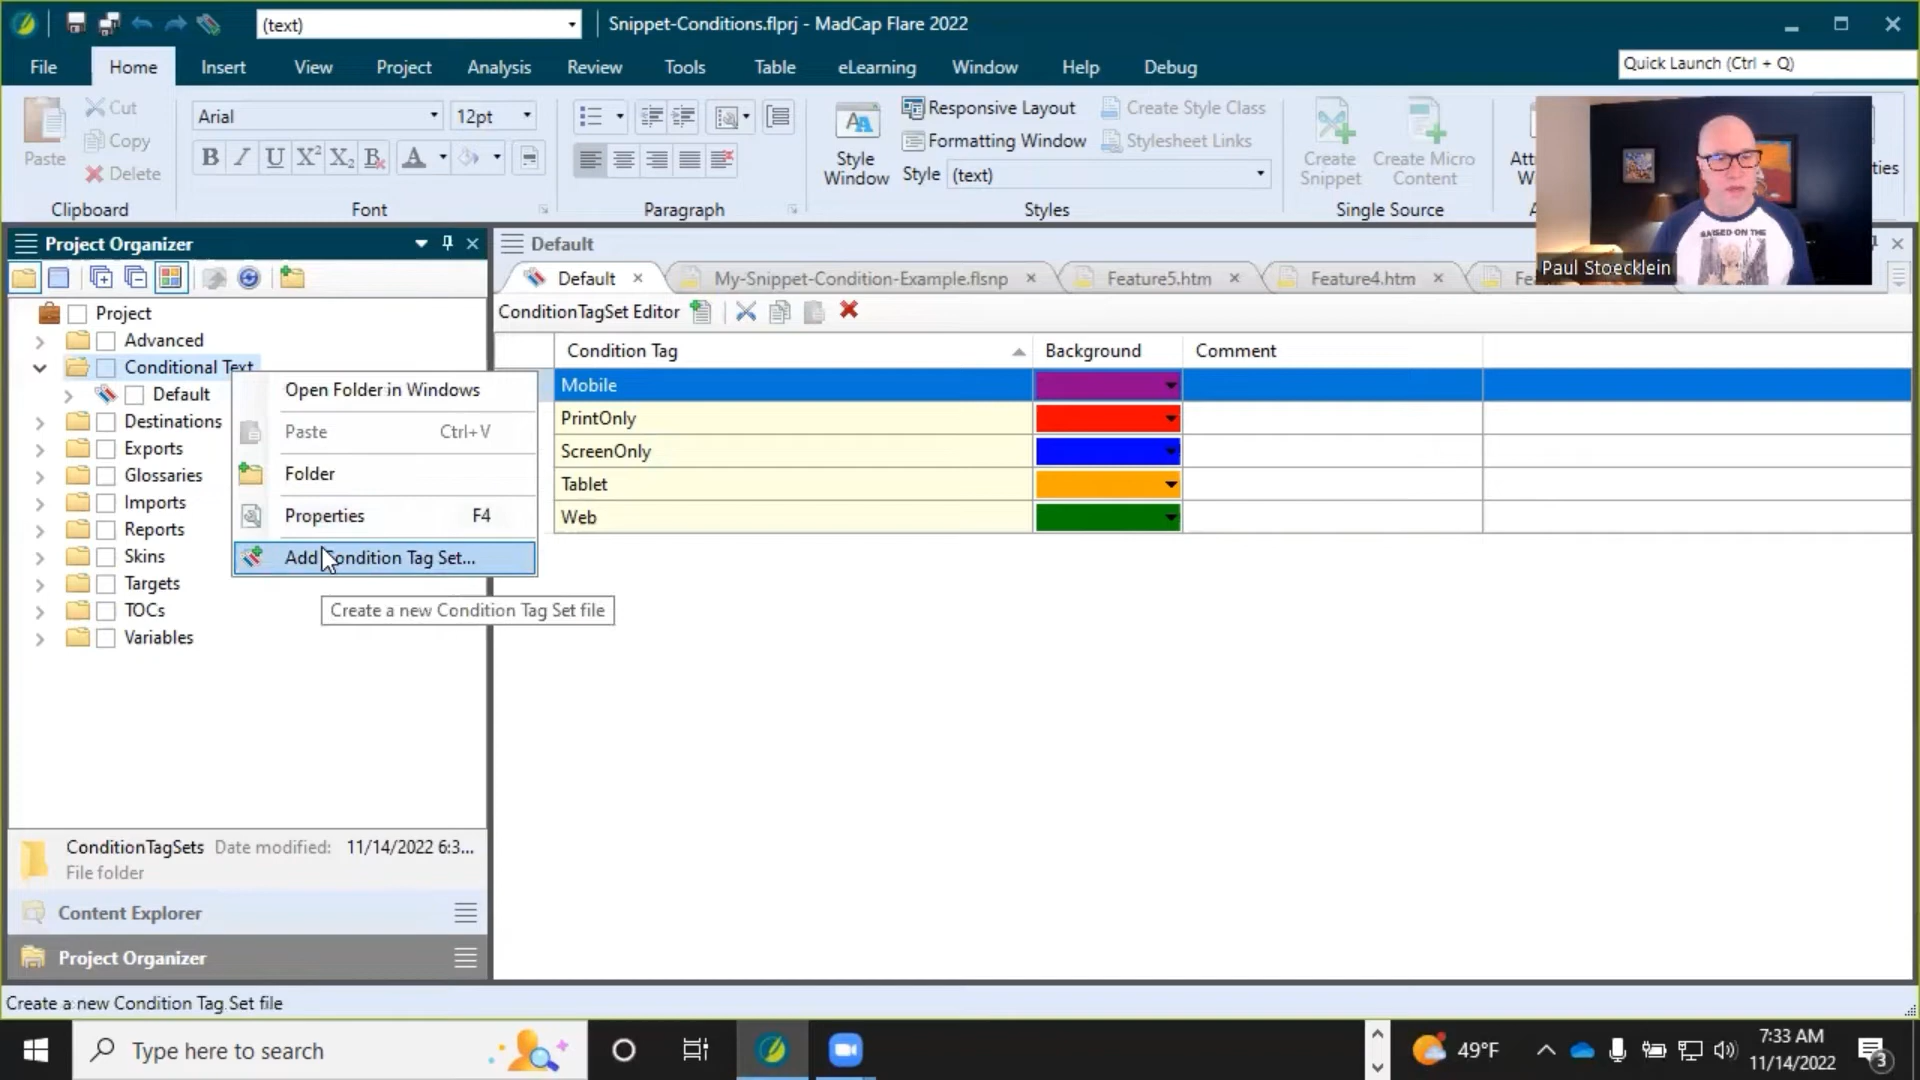 (text)
Snippet-Conditions.flprj - MadCap Flare 2022
File Home Insert View Project Analysis Review Tools Table eLearning Window Help Debug
Quick Launch (Ctrl + Q)
Paste
Cut
Copy
Delete
Clipboard
Arial 12pt
B I U X² X₂ B
Font
Paragraph
Style Window
Responsive Layout
Formatting Window
Style (text)
Create Style Class
Stylesheet Links
Styles
Create Snippet
Create Micro Content
Single Source
RAISED ON THE
Paul Stoecklein
Project Organizer
Project
Advanced
Conditional Text
Default
Destinations
Exports
Glossaries
Imports
Reports
Skins
Targets
TOCs
Variables
Open Folder in Windows
Paste Ctrl+V
Folder
Properties F4
Add Condition Tag Set...
Create a new Condition Tag Set file
Default
Default My-Snippet-Condition-Example.flsnp Feature5.htm Feature4.htm
ConditionTagSet Editor
Condition Tag Background Comment
Mobile
PrintOnly
ScreenOnly
Tablet
Web
ConditionTagSets Date modified: 11/14/2022 6:3...
File folder
Content Explorer
Project Organizer
Create a new Condition Tag Set file
Type here to search
49°F
7:33 AM
11/14/2022
3